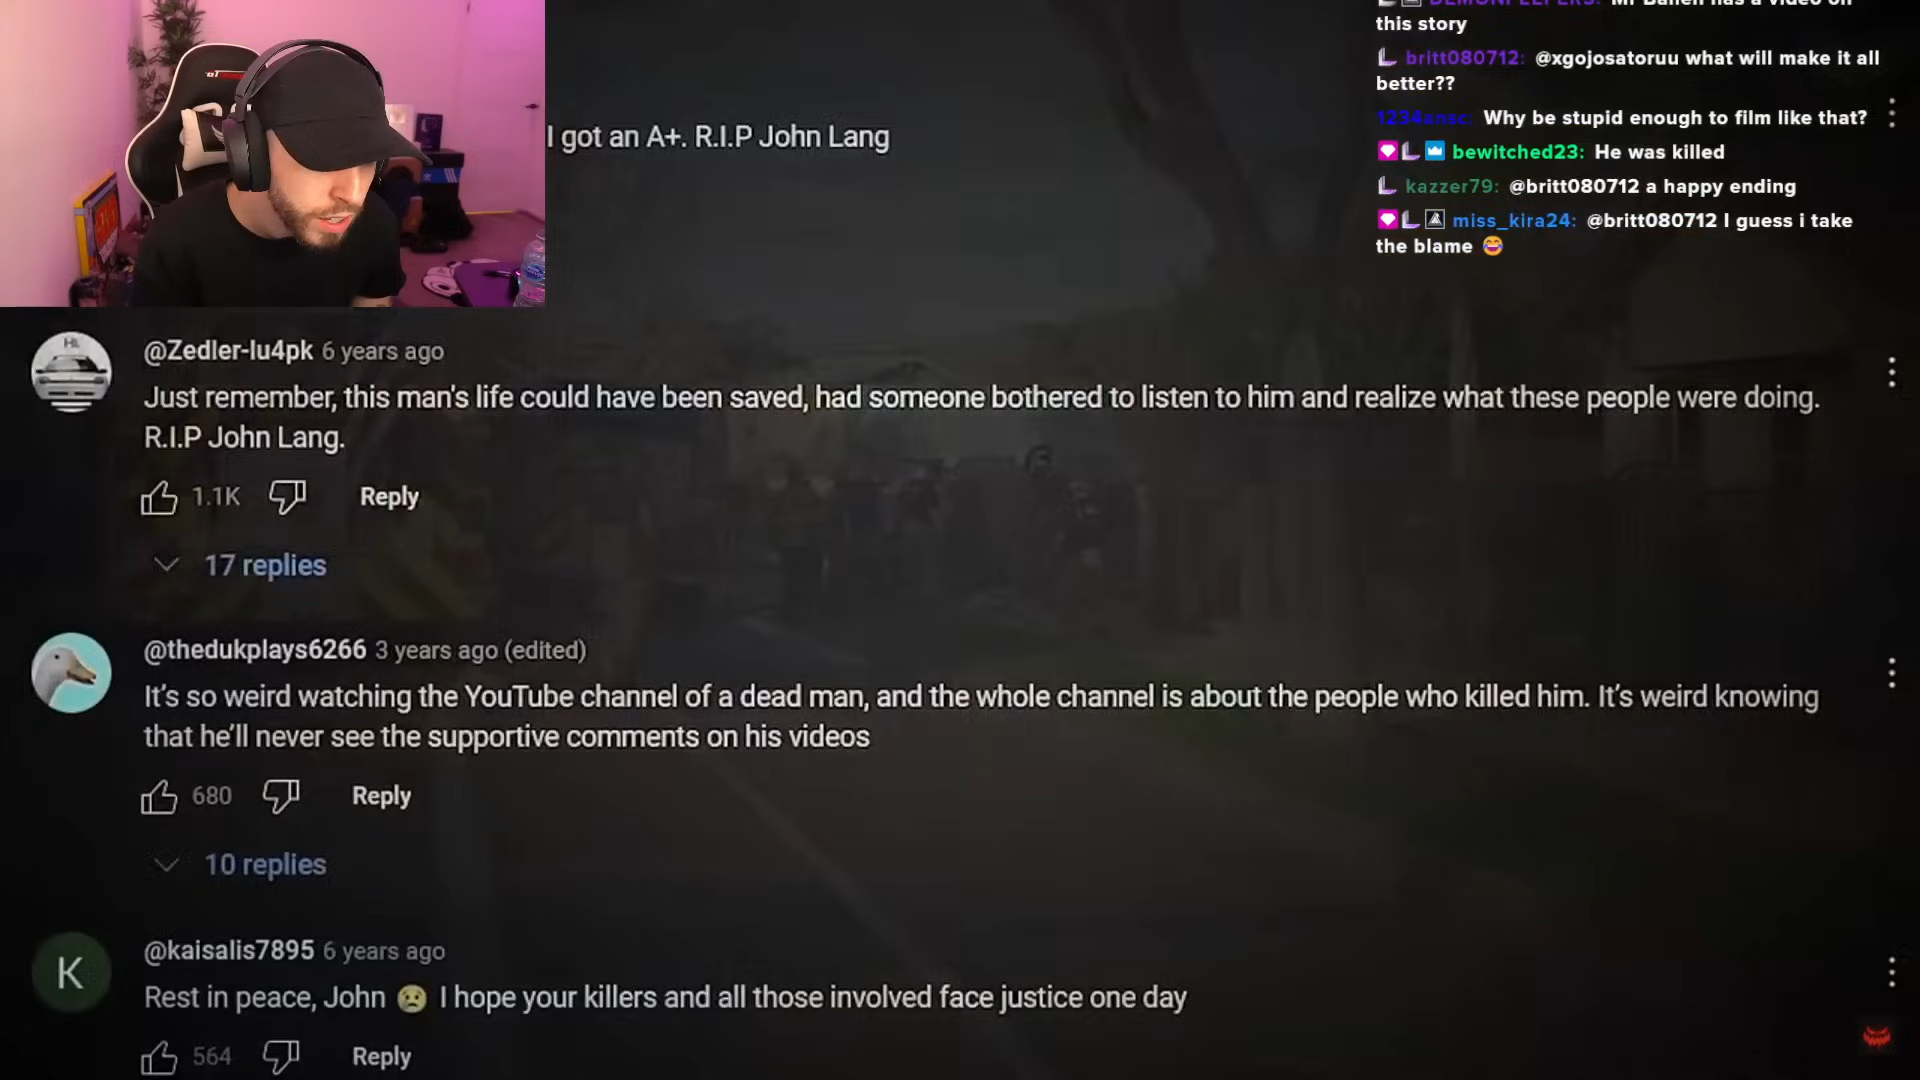 this story
britt080712: @xgojosatoruu what will make it all
better??
1234ansc: Why be stupid enough to film like that?
bewitched23: He was killed
kazzer79: @britt080712 a happy ending
miss_kira24: @britt080712 I guess i take
the blame 😂
I got an A+. R.I.P John Lang
@Zedler-lu4pk 6 years ago
Just remember, this man's life could have been saved, had someone bothered to listen to him and realize what these people were doing.
R.I.P John Lang.
1.1K Reply
17 replies
@thedukplays6266 3 years ago (edited)
It's so weird watching the YouTube channel of a dead man, and the whole channel is about the people who killed him. It's weird knowing
that he'll never see the supportive comments on his videos
680 Reply
10 replies
K
@kaisalis7895 6 years ago
Rest in peace, John 😢 I hope your killers and all those involved face justice one day
564 Reply